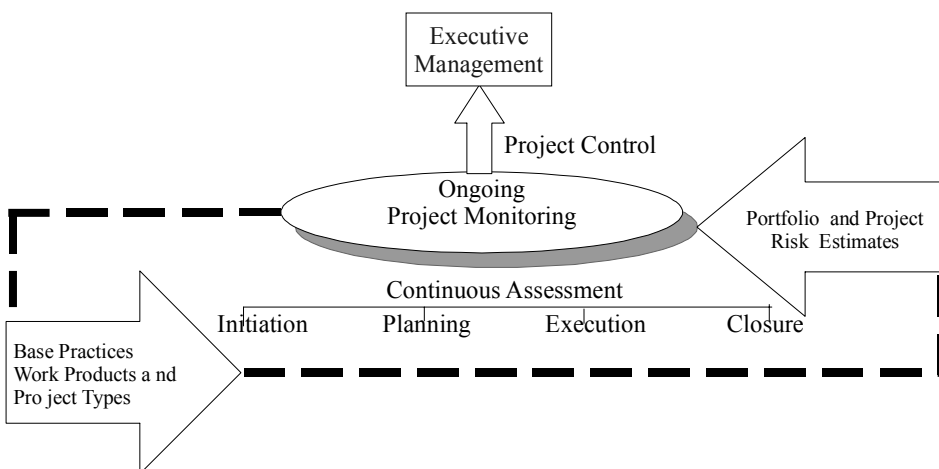 Executive
Management
Project Control
Ongoing
Project Monitoring
Portfolio and Project
Risk Estimates
Continuous Assessment
Initiation Planning Execution Closure
Base Practices
Work Products a nd
Pro ject Types